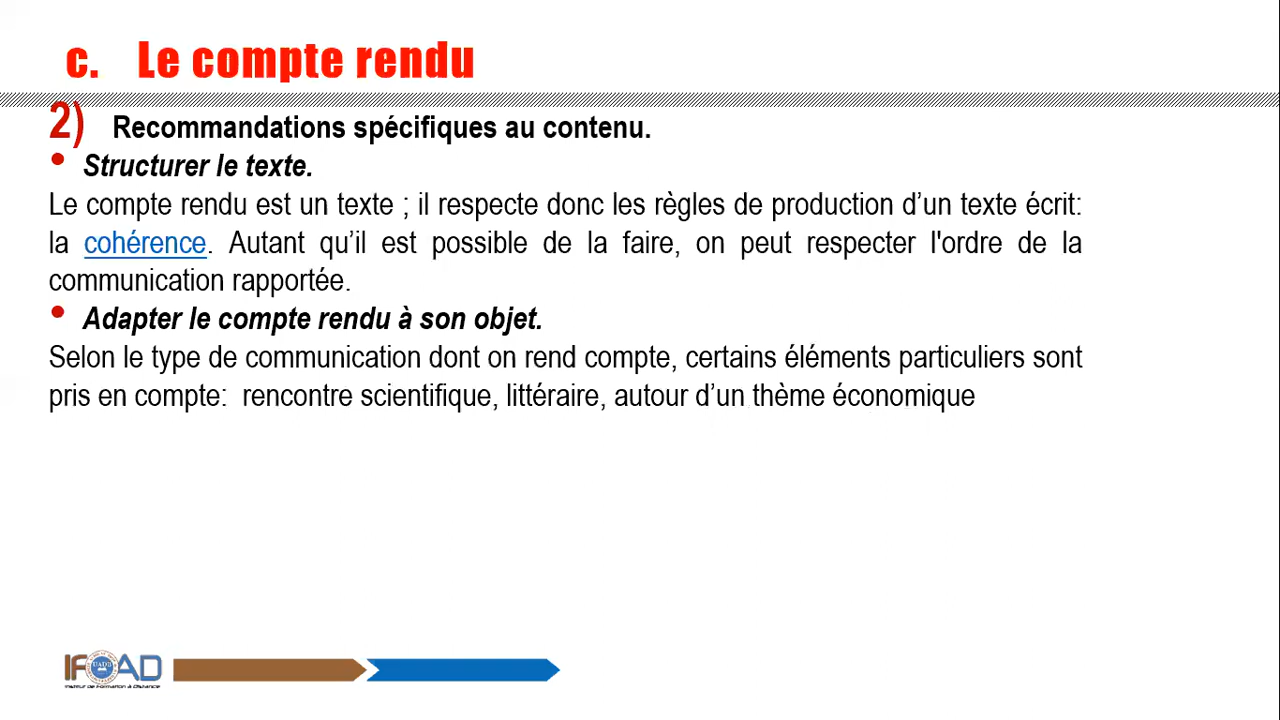 c. Le compte rendu
2) Recommandations spécifiques au contenu.
• Structurer le texte.
Le compte rendu est un texte ; il respecte donc les règles de production d’un texte écrit:
la cohérence. Autant qu’il est possible de la faire, on peut respecter l'ordre de la
communication rapportée.
• Adapter le compte rendu à son objet.
Selon le type de communication dont on rend compte, certains éléments particuliers sont
pris en compte: rencontre scientifique, littéraire, autour d’un thème économique
IFOAD
Institut de Formation à Distance